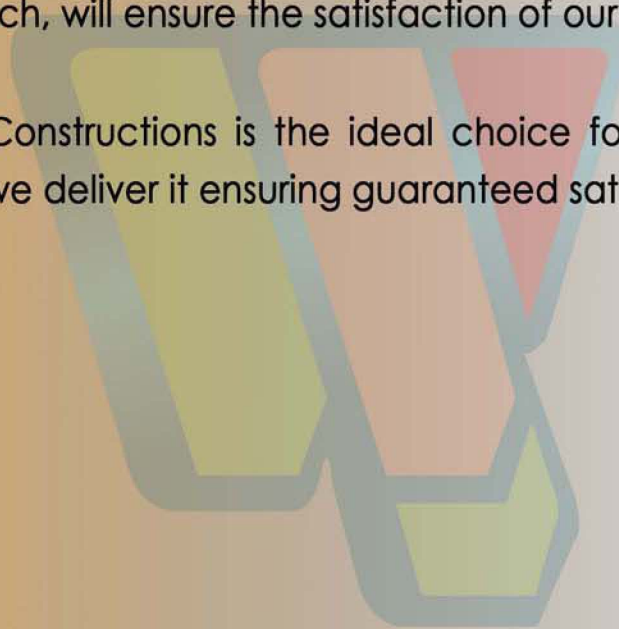 ch, will ensure the satisfaction of our
Constructions is the ideal choice fo
ve deliver it ensuring guaranteed sat